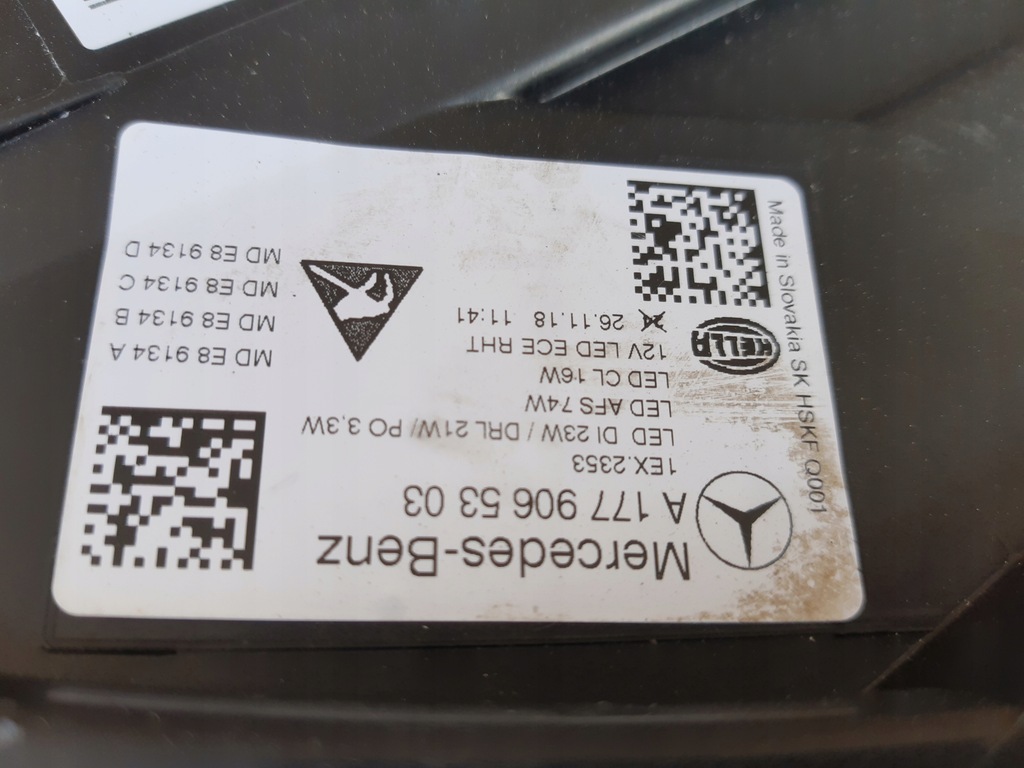 Mercedes-Benz
A 177 906 53 03
1EX.2353
LED DI 23W / DRL 21W/ PO 3,3W
LED AFS 74W
LED CL 16W
12V LED ECE RHT
26.11.18 11:41
HELLA
Made in Slovakia SK HSKF Q001
MD E8 9134 A
MD E8 9134 B
MD E8 9134 C
MD E8 9134 D